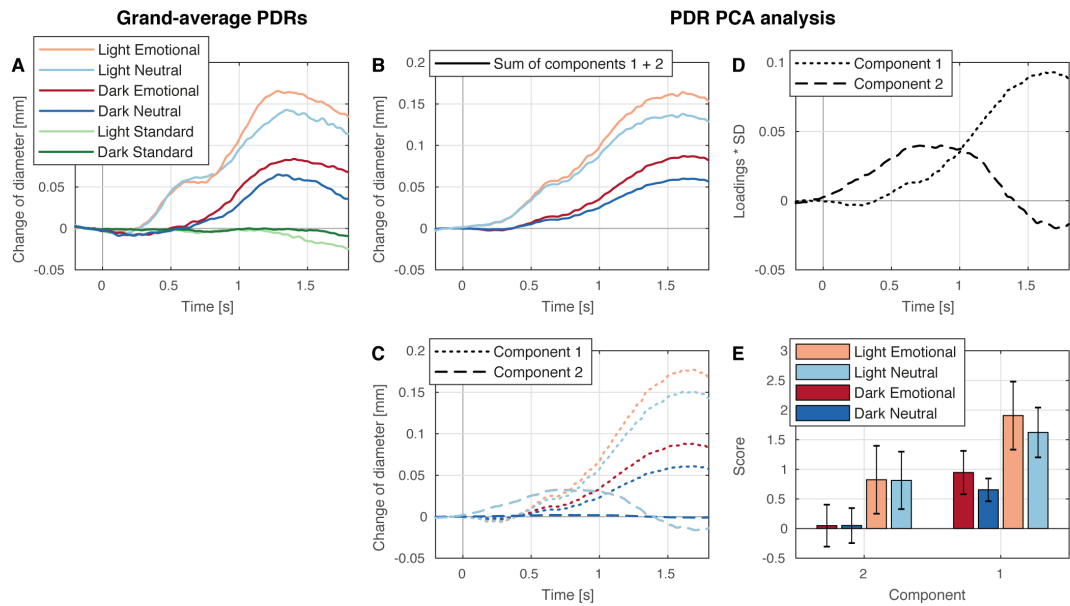 Grand-average PDRs
PDR PCA analysis
A
Light Emotional
Light Neutral
Dark Emotional
Dark Neutral
Light Standard
Dark Standard
0.05
0
-0.05
0
0.5
1
1.5
Change of diameter [mm]
Time [s]
B
Sum of components 1 + 2
0.2
0.15
0.1
0.05
0
-0.05
0
0.5
1
1.5
Change of diameter [mm]
Time [s]
D
Component 1
Component 2
0.1
0.05
0
-0.05
0
0.5
1
1.5
Loadings * SD
Time [s]
C
Component 1
Component 2
0.2
0.15
0.1
0.05
0
-0.05
0
0.5
1
1.5
Change of diameter [mm]
Time [s]
E
Light Emotional
Light Neutral
Dark Emotional
Dark Neutral
3
2.5
2
1.5
1
0.5
0
-0.5
2
1
Score
Component